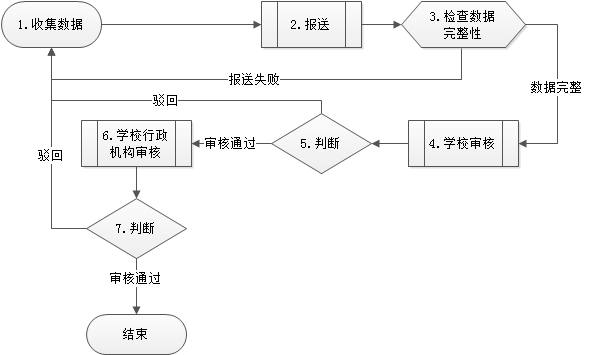 1.收集数据
2.报送
3.检查数据
完整性
报送失败
数据完整
驳回
6.学校行政
机构审核
审核通过
5.判断
4.学校审核
驳回
7.判断
审核通过
结束